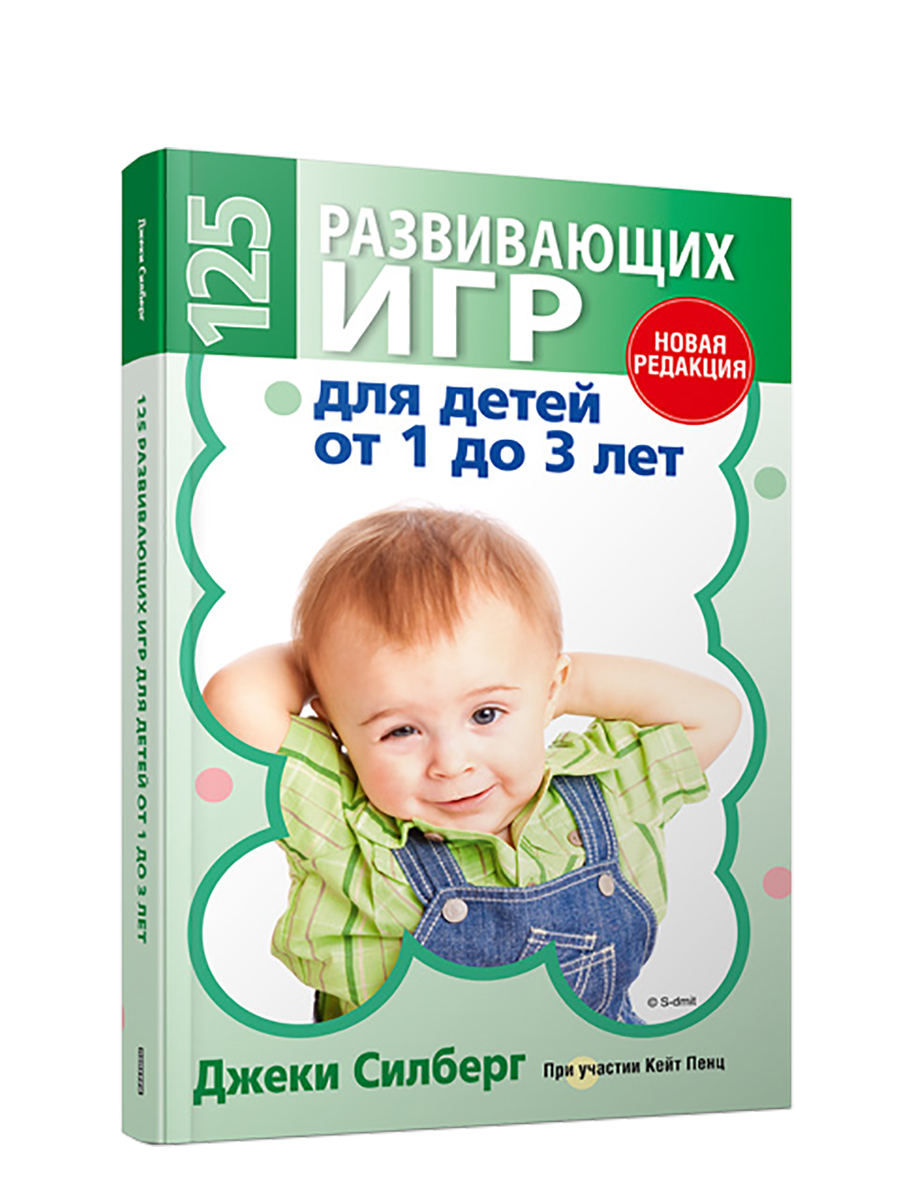 125
РАЗВИВАЮЩИХ
ИГР
НОВАЯ
РЕДАКЦИЯ
для детей
от 1 до 3 лет
© S-dmit
Джеки Силберг
При участии Кейт Пенц
Джеки Силберг
125 РАЗВИВАЮЩИХ ИГР ДЛЯ ДЕТЕЙ ОТ 1 ДО 3 ЛЕТ